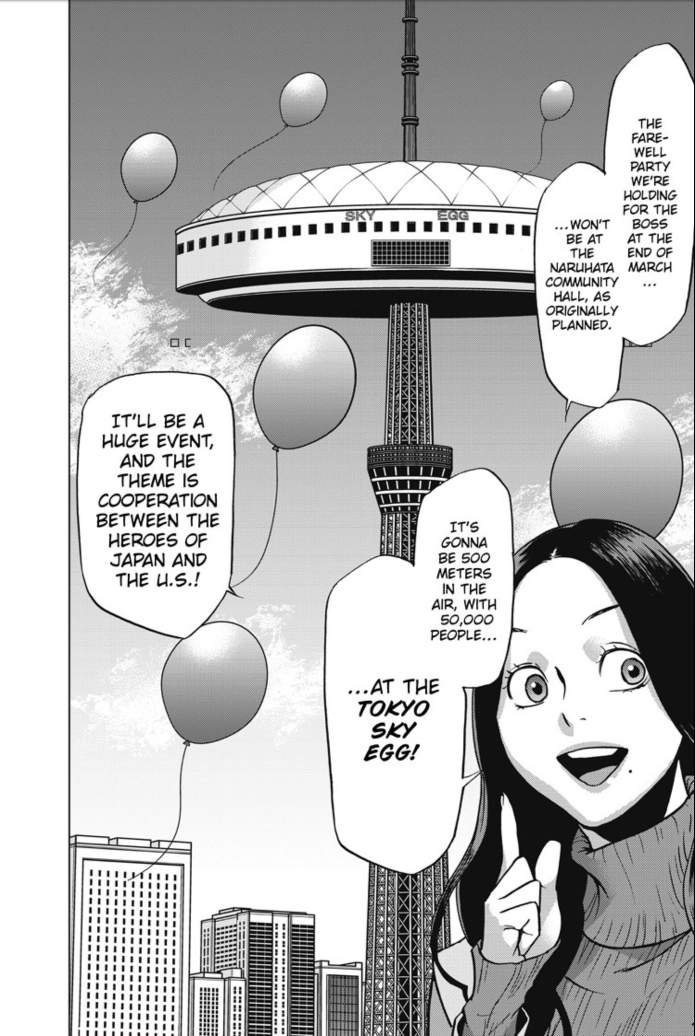 THE
FARE-
WELL
PARTY
WE'RE
HOLDING
FOR THE
BOSS
AT THE
END OF
MARCH
...
...WON'T
BE AT
THE
NARUHATA
COMMUNITY
HALL, AS
ORIGINALLY
PLANNED.
SKY EGG
IT'LL BE A
HUGE EVENT,
AND THE
THEME IS
COOPERATION
BETWEEN THE
HEROES OF
JAPAN AND
THE U.S.!
IT'S
GONNA
BE 500
METERS
IN THE
AIR, WITH
50,000
PEOPLE...
...AT THE
TOKYO
SKY
EGG!